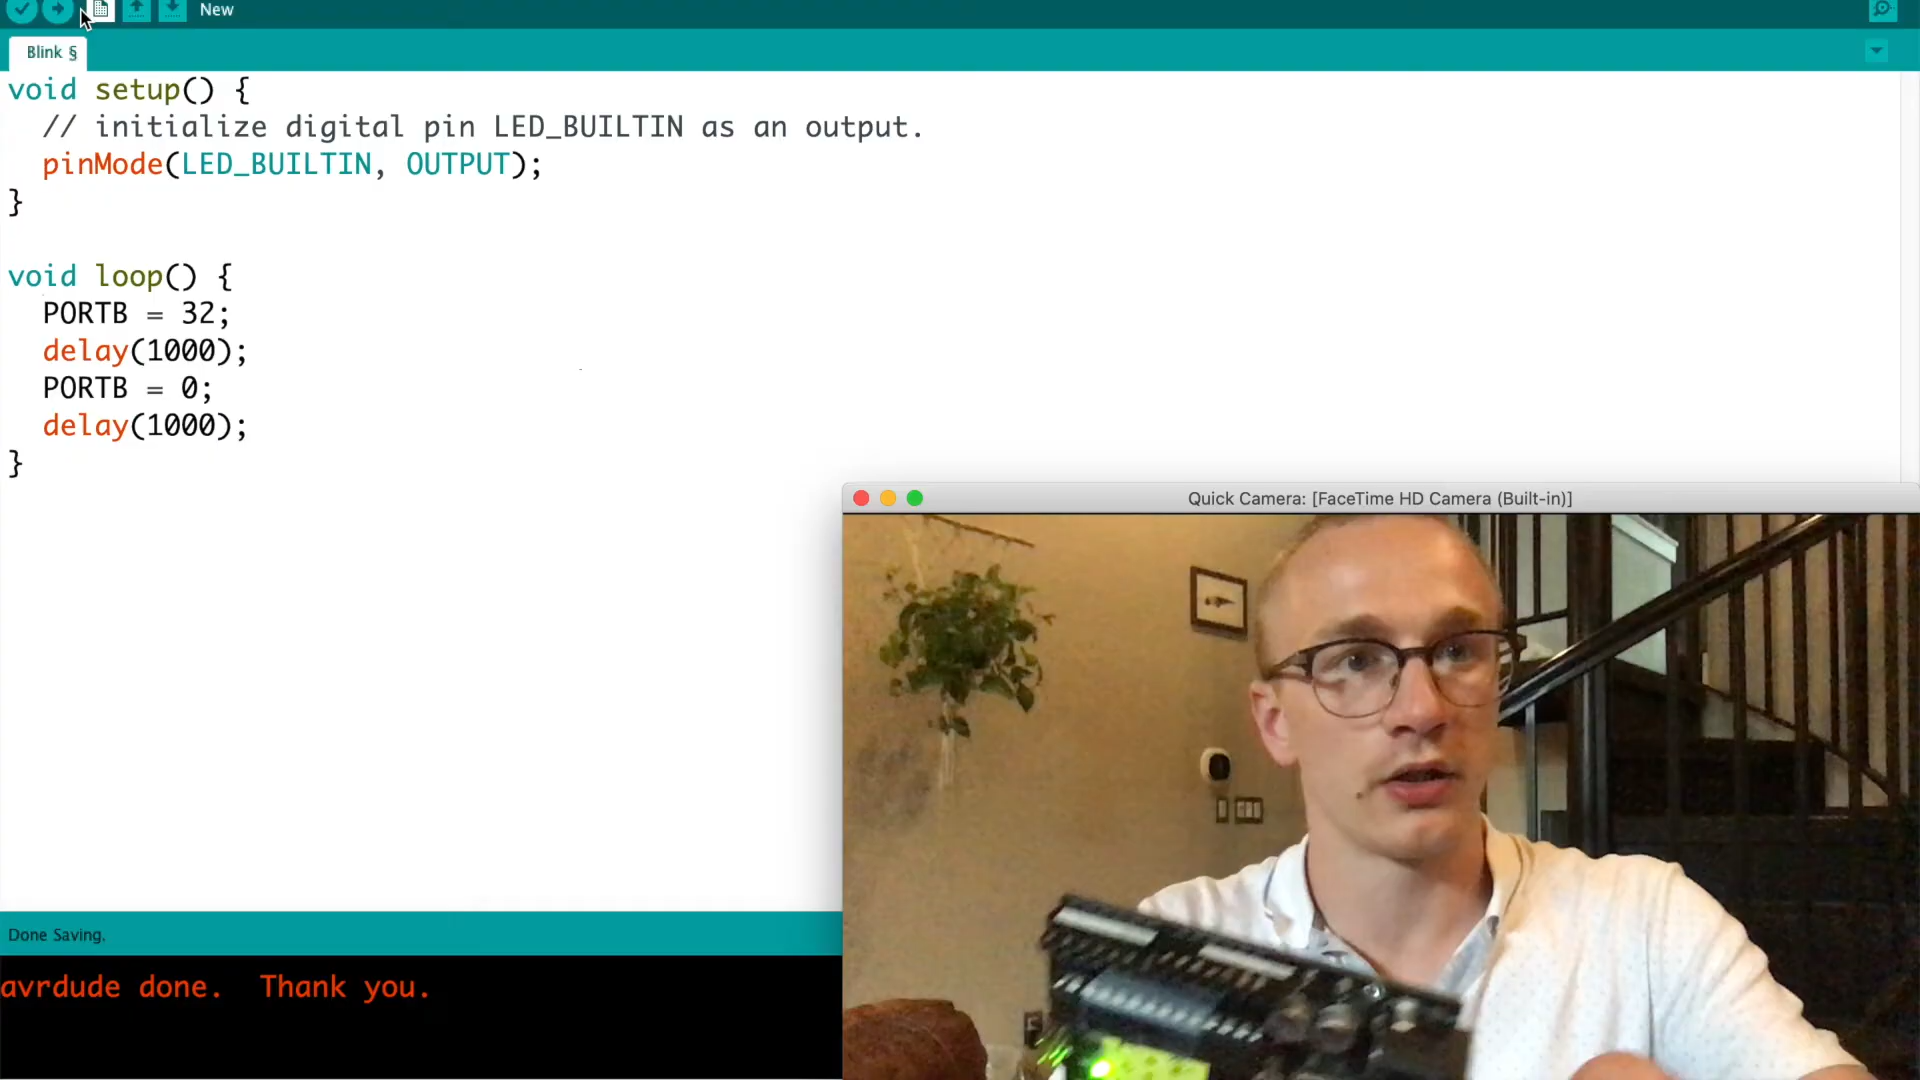 New
Blink §
void setup() {
// initialize digital pin LED_BUILTIN as an output.
pinMode(LED_BUILTIN, OUTPUT);
}
void loop() {
PORTB = 32;
delay(1000);
PORTB = 0;
delay(1000);
}
Quick Camera: [FaceTime HD Camera (Built-in)]
Done Saving.
avrdude done.  Thank you.